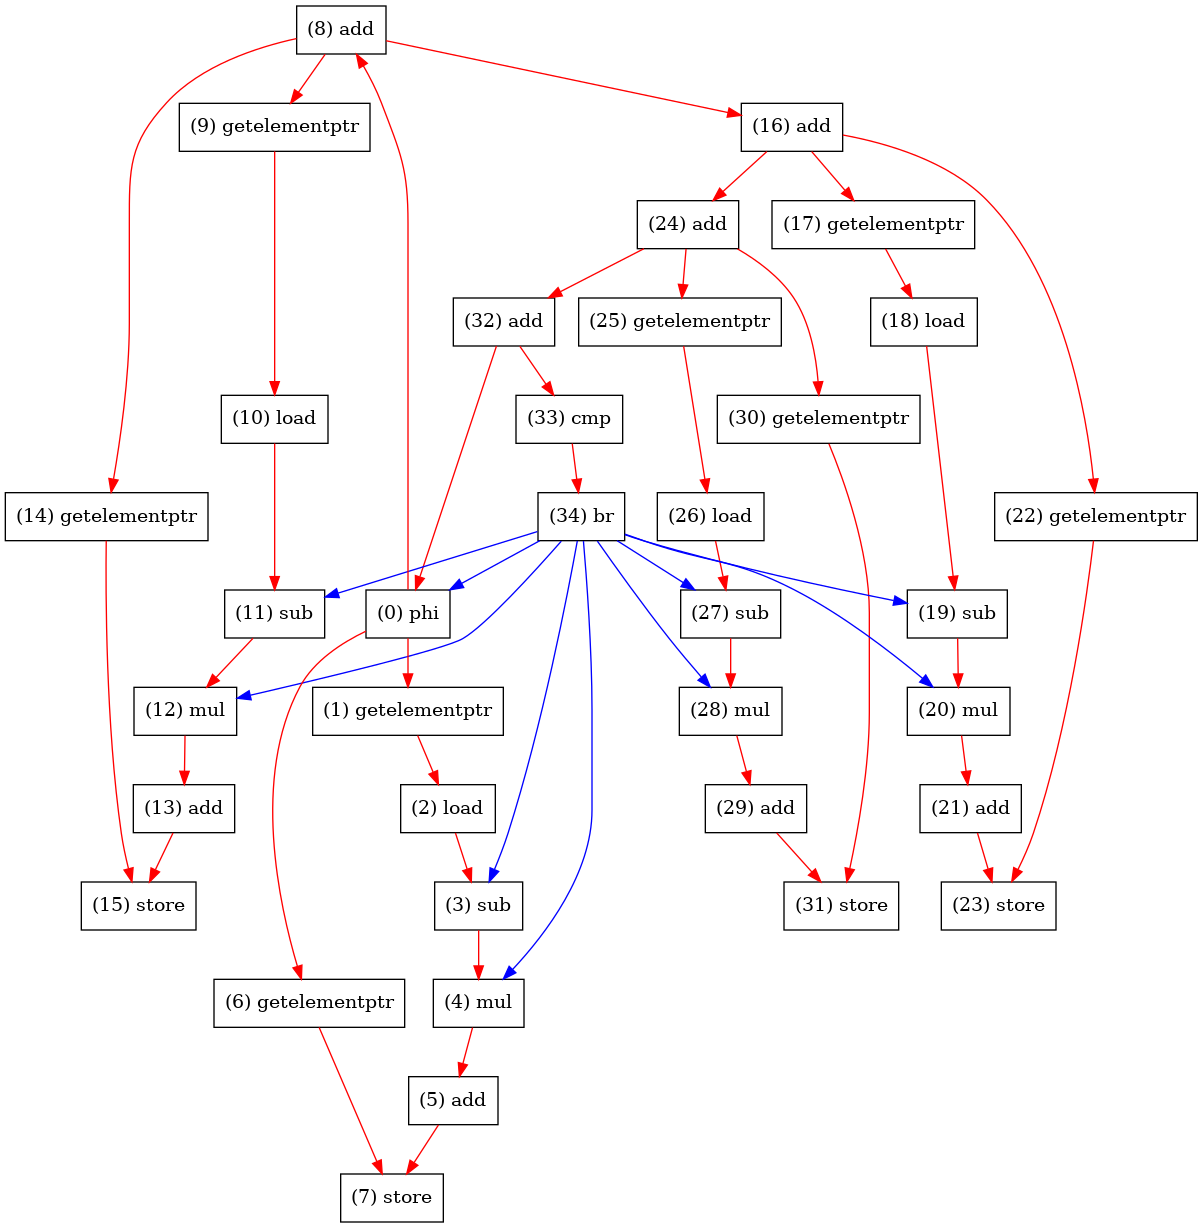 (8) add
(9) getelementptr
(16) add
(24) add
(17) getelementptr
(32) add
(25) getelementptr
(18) load
(10) load
(33) cmp
(30) getelementptr
(14) getelementptr
(34) br
(26) load
(22) getelementptr
(11) sub
(0) phi
(27) sub
(19) sub
(12) mul
(1) getelementptr
(28) mul
(20) mul
(13) add
(2) load
(29) add
(21) add
(15) store
(3) sub
(31) store
(23) store
(6) getelementptr
(4) mul
(5) add
(7) store